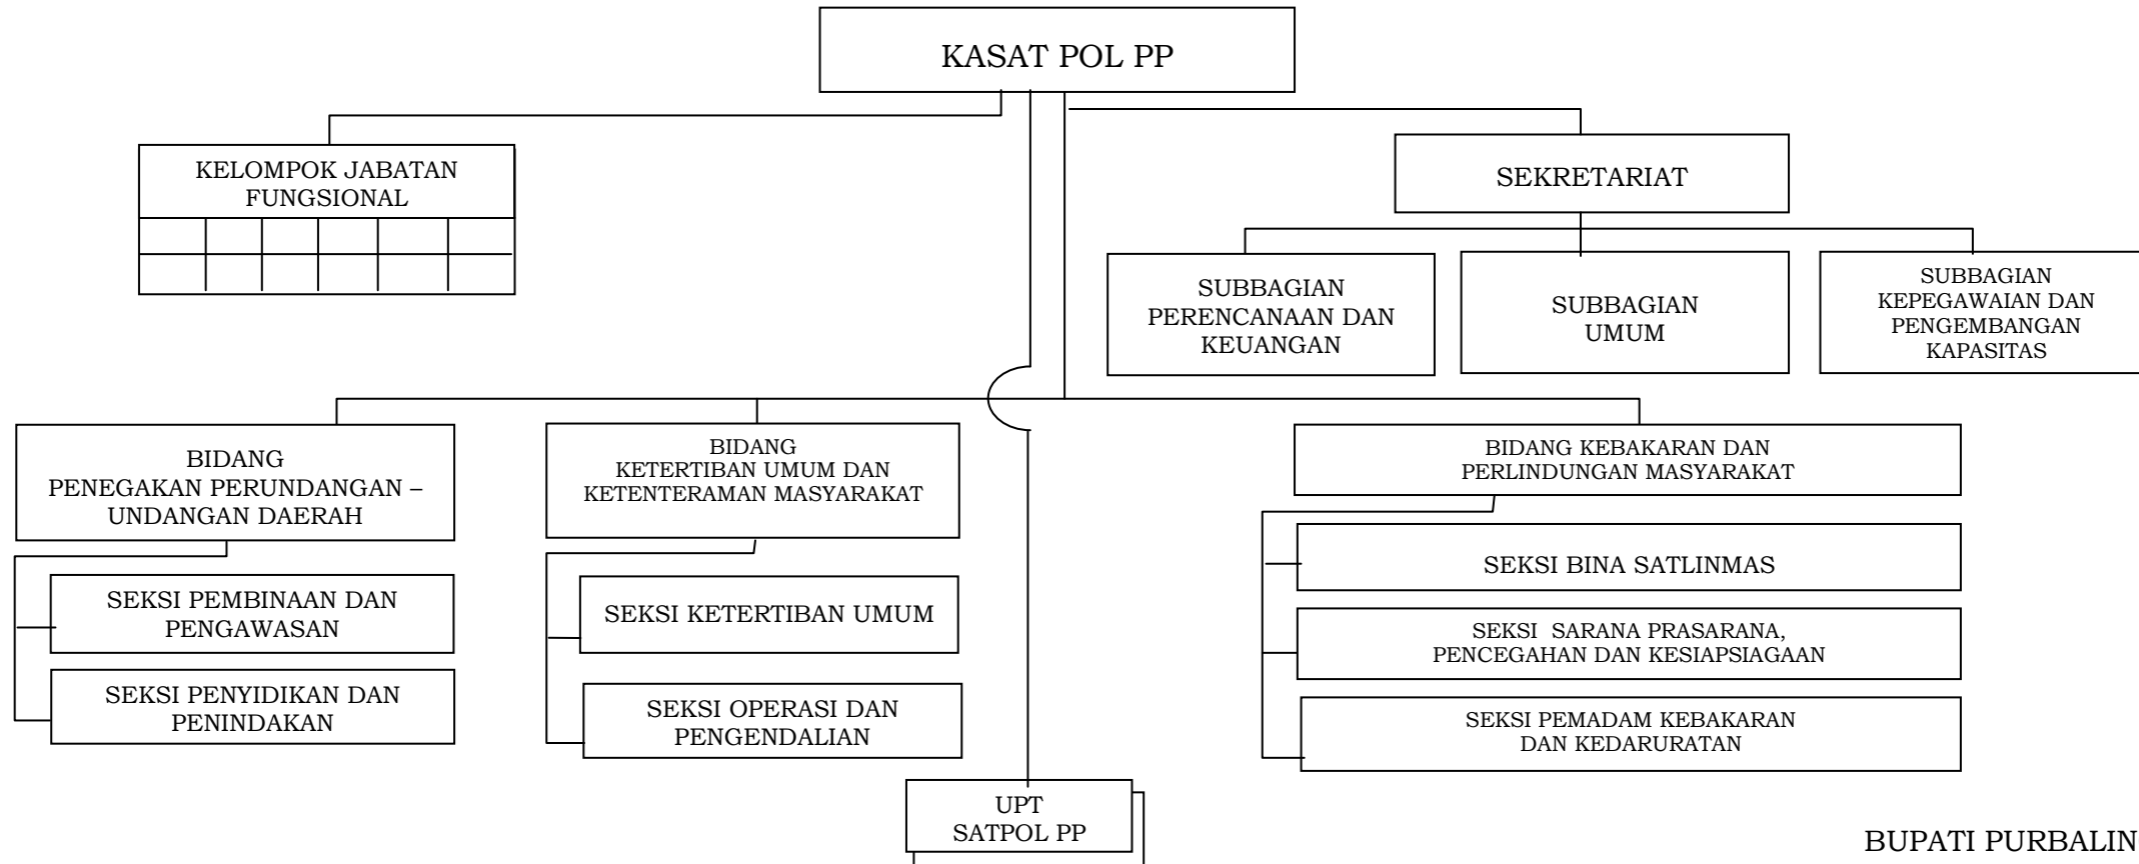 KASAT POL PP
KELOMPOK JABATAN
FUNGSIONAL
SEKRETARIAT
SUBBAGIAN
PERENCANAAN DAN
KEUANGAN
SUBBAGIAN
UMUM
SUBBAGIAN
KEPEGAWAIAN DAN
PENGEMBANGAN
KAPASITAS
BIDANG
PENEGAKAN PERUNDANGAN –
UNDANGAN DAERAH
SEKSI PEMBINAAN DAN
PENGAWASAN
SEKSI PENYIDIKAN DAN
PENINDAKAN
BIDANG
KETERTIBAN UMUM DAN
KETENTERAMAN MASYARAKAT
SEKSI KETERTIBAN UMUM
SEKSI OPERASI DAN
PENGENDALIAN
BIDANG KEBAKARAN DAN
PERLINDUNGAN MASYARAKAT
SEKSI BINA SATLINMAS
SEKSI SARANA PRASARANA,
PENCEGAHAN DAN KESIAPSIAGAAN
SEKSI PEMADAM KEBAKARAN
DAN KEDARURATAN
UPT
SATPOL PP
BUPATI PURBALIN